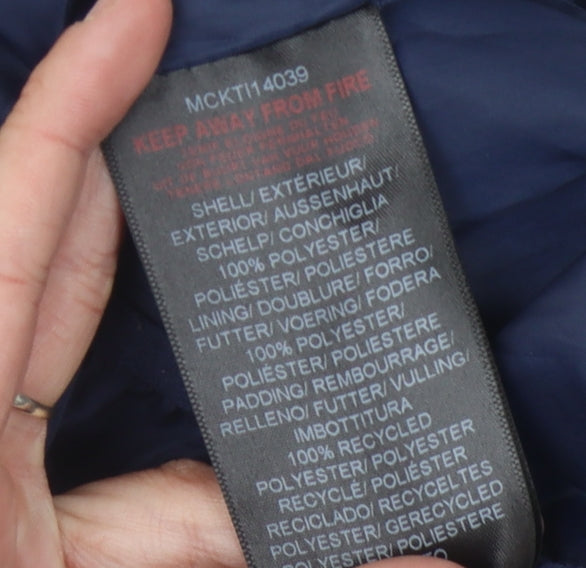 MCKTI14039
KEEP AWAY FROM FIRE
SHELL/ EXTÉRIEUR/
EXTERIOR/ AUSSENHAUT/
SCHELP/ CONCHIGLIA
100% POLYESTER/
POLIÉSTER/ POLIESTERE
LINING/ DOUBLURE/ FORRO/
FUTTER/ VOERING/ FODERA
100% POLYESTER/
POLIÉSTER/ POLIESTERE
PADDING/ REMBOURRAGE/
RELLENO/ FUTTER/ VULLING/
IMBOTTITURA
100% RECYCLED
POLYESTER/ POLYESTER
RECYCLÉ/ POLIÉSTER
RECICLADO/ RECYCELTES
POLYESTER/ GERECYCLED
POLYESTER/ POLIESTERE